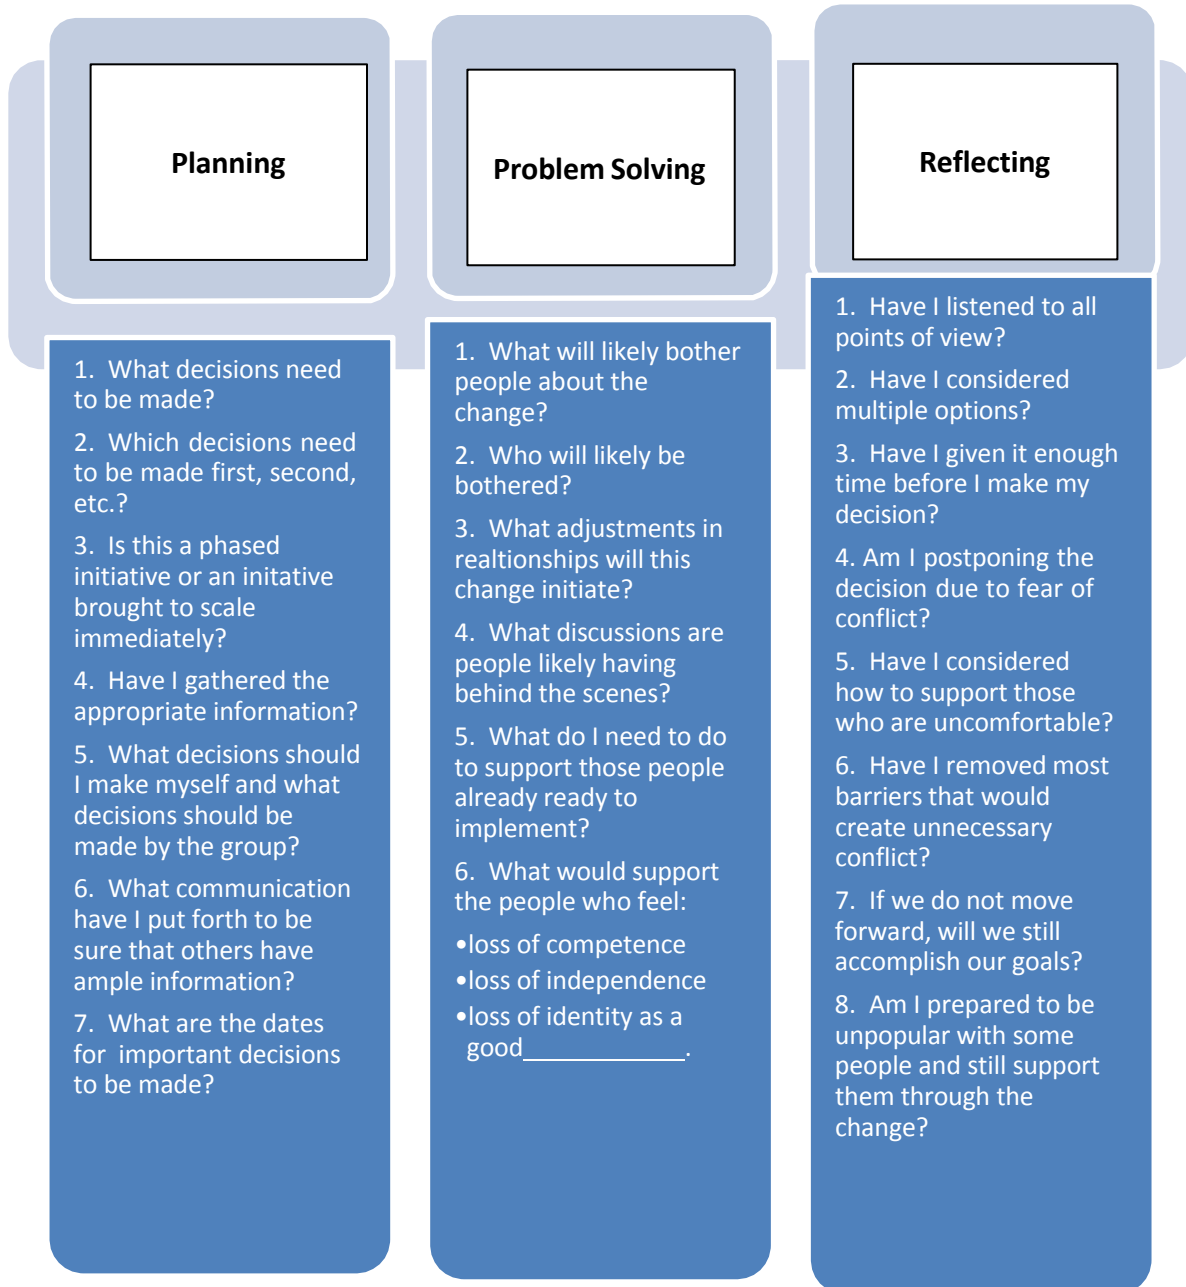 Planning
1. What decisions need
to be made?
2. Which decisions need
to be made first, second,
etc.?
3. Is this a phased
initiative or an initative
brought to scale
immediately?
4. Have I gathered the
appropriate information?
5. What decisions should
I make myself and what
decisions should be
made by the group?
6. What communication
have I put forth to be
sure that others have
ample information?
7. What are the dates
for important decisions
to be made?
Problem Solving
1. What will likely bother
people about the
change?
2. Who will likely be
bothered?
3. What adjustments in
realtionships will this
change initiate?
4. What discussions are
people likely having
behind the scenes?
5. What do I need to do
to support those people
already ready to
implement?
6. What would support
the people who feel:
•loss of competence
•loss of independence
•loss of identity as a
good____________.
Reflecting
1. Have I listened to all
points of view?
2. Have I considered
multiple options?
3. Have I given it enough
time before I make my
decision?
4. Am I postponing the
decision due to fear of
conflict?
5. Have I considered
how to support those
who are uncomfortable?
6. Have I removed most
barriers that would
create unnecessary
conflict?
7. If we do not move
forward, will we still
accomplish our goals?
8. Am I prepared to be
unpopular with some
people and still support
them through the
change?